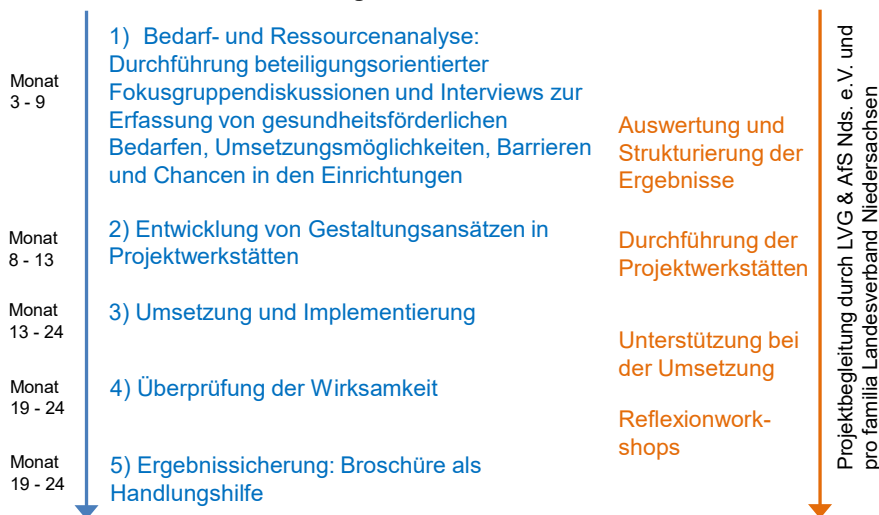 Monat
3 - 9
1) Bedarf- und Ressourcenanalyse:
Durchführung beteiligungsorientierter
Fokusgruppendiskussionen und Interviews zur
Erfassung von gesundheitsförderlichen
Bedarfen, Umsetzungsmöglichkeiten, Barrieren
und Chancen in den Einrichtungen
Auswertung und
Strukturierung der
Ergebnisse
Monat
8 - 13
2) Entwicklung von Gestaltungsansätzen in
Projektwerkstätten
Durchführung der
Projektwerkstätten
Monat
13 - 24
3) Umsetzung und Implementierung
Unterstützung bei
der Umsetzung
Monat
19 - 24
4) Überprüfung der Wirksamkeit
Reflexionwork-
shops
Monat
19 - 24
5) Ergebnissicherung: Broschüre als
Handlungshilfe
Projektbegleitung durch LVG & AfS Nds. e.V. und
pro familia Landesverband Niedersachsen